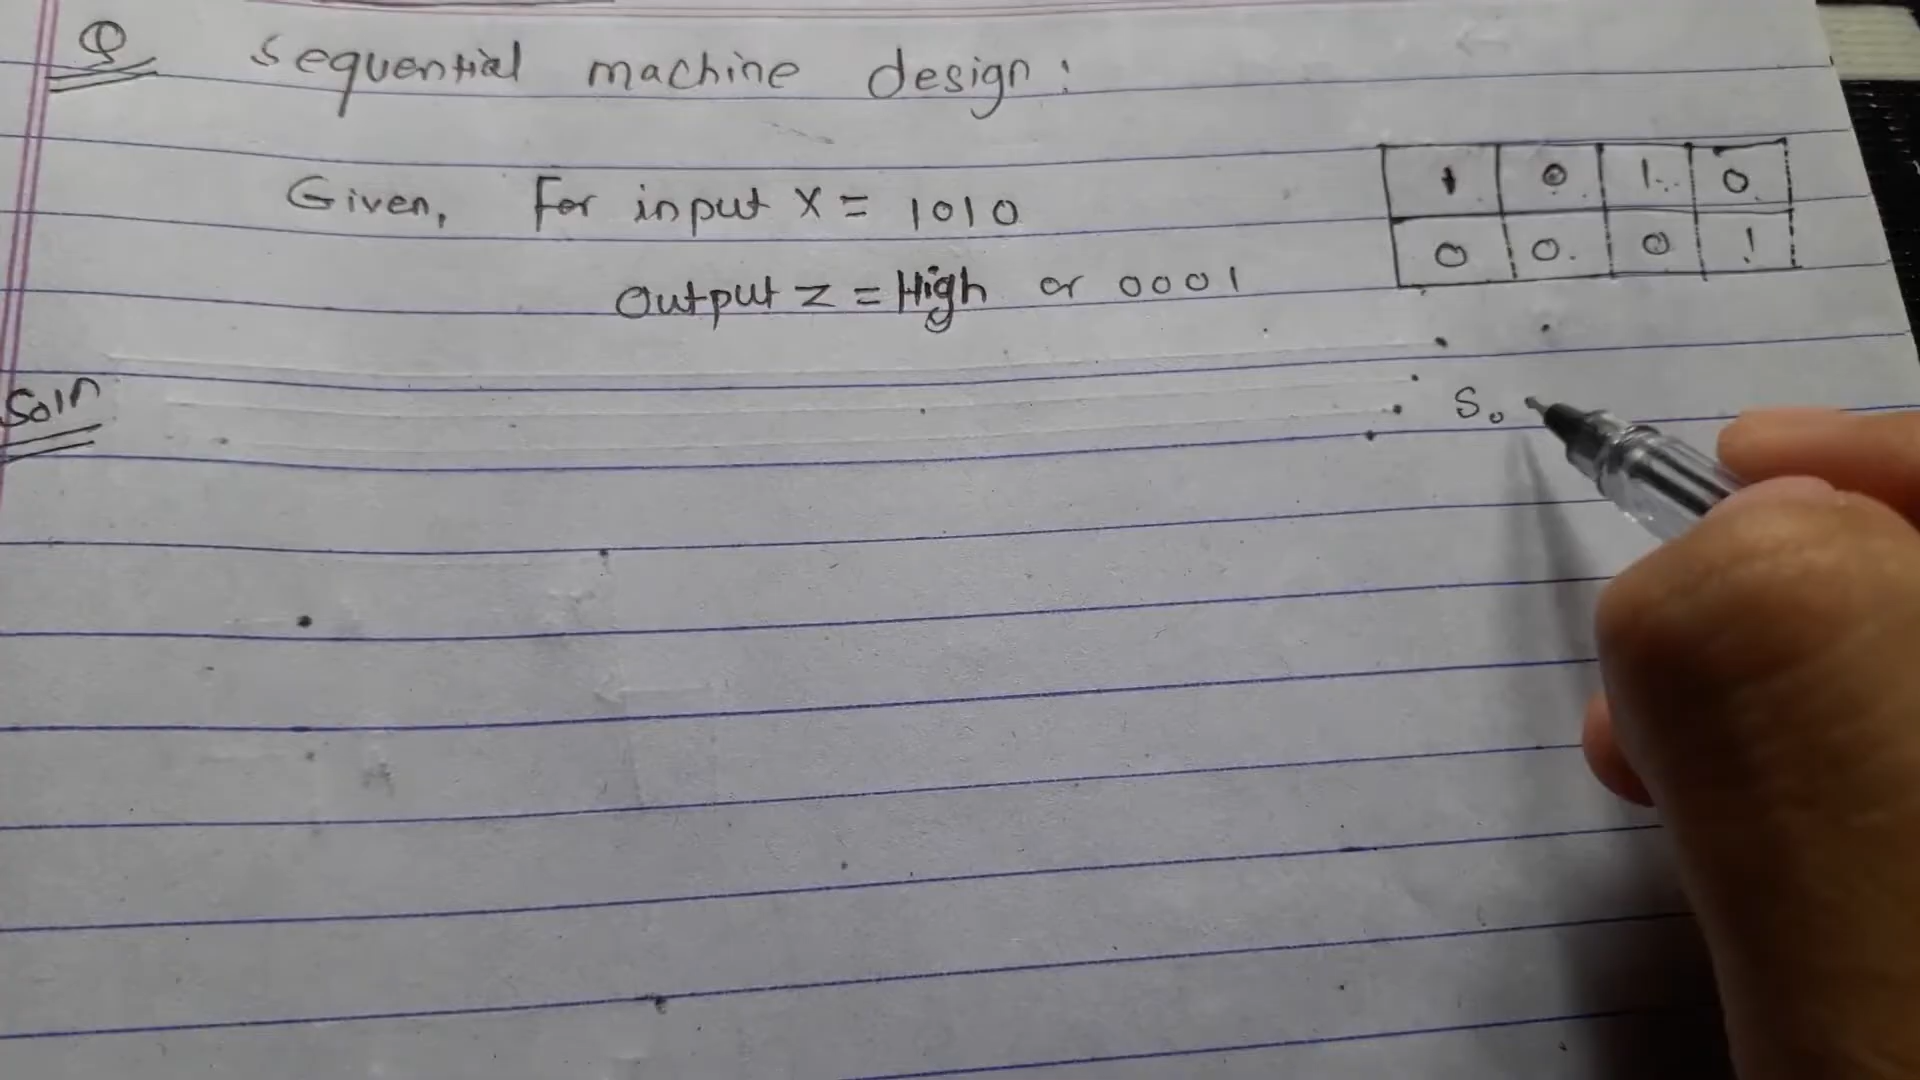 Q Sequential machine design:
Given, For input X = 1010
Output Z = High or 0001
1 0 1 0
0 0 0 1
Soln
S0